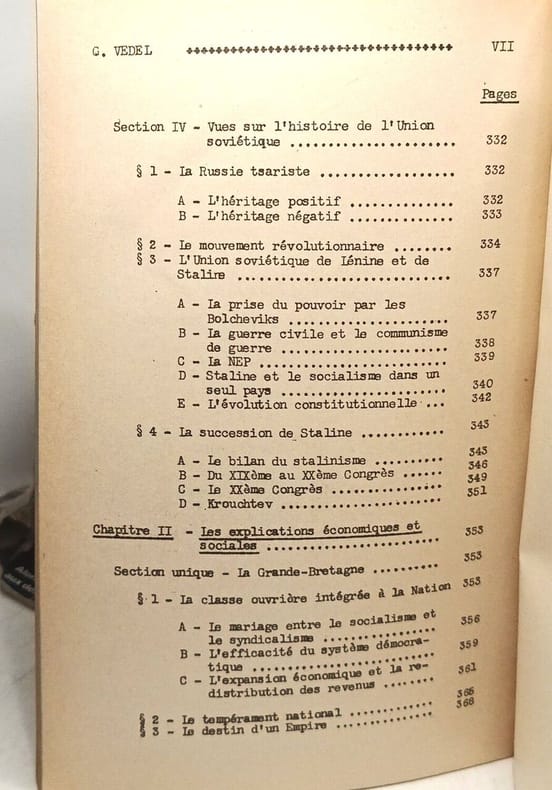 G. VEDEL ++++++++++++++++++++++++++++++++++ VII
Pages
Section IV - Vues sur l'histoire de l'Union
soviétique ...................... 332
§ 1 - La Russie tsariste .................. 332
A - L'héritage positif .............. 332
B - L'héritage négatif .............. 333
§ 2 - Le mouvement révolutionnaire ........ 334
§ 3 - L'Union soviétique de Lénine et de
Staline ............................ 337
A - La prise du pouvoir par les
Bolcheviks ...................... 337
B - La guerre civile et le communisme
de guerre ...................... 338
C - La NEP ......................... 339
D - Staline et le socialisme dans un
seul pays ...................... 340
E - L'évolution constitutionnelle ... 342
§ 4 - La succession de Staline ............ 343
A - Le bilan du stalinisme .......... 343
B - Du XIXème au XXème Congrès ...... 346
C - Le XXème Congrès ................ 349
D - Krouchtev ....................... 351
Chapitre II - Les explications économiques et
sociales .......................... 353
Section unique - La Grande-Bretagne .......... 353
§ 1 - La classe ouvrière intégrée à la Nation 353
A - Le mariage entre le socialisme et
le syndicalisme ................ 356
B - L'efficacité du système démocra-
tique .......................... 359
C - L'expansion économique et la re-
distribution des revenus ........ 361
§ 2 - Le tempérament national ............ 366
§ 3 - Le destin d'un Empire .............. 368